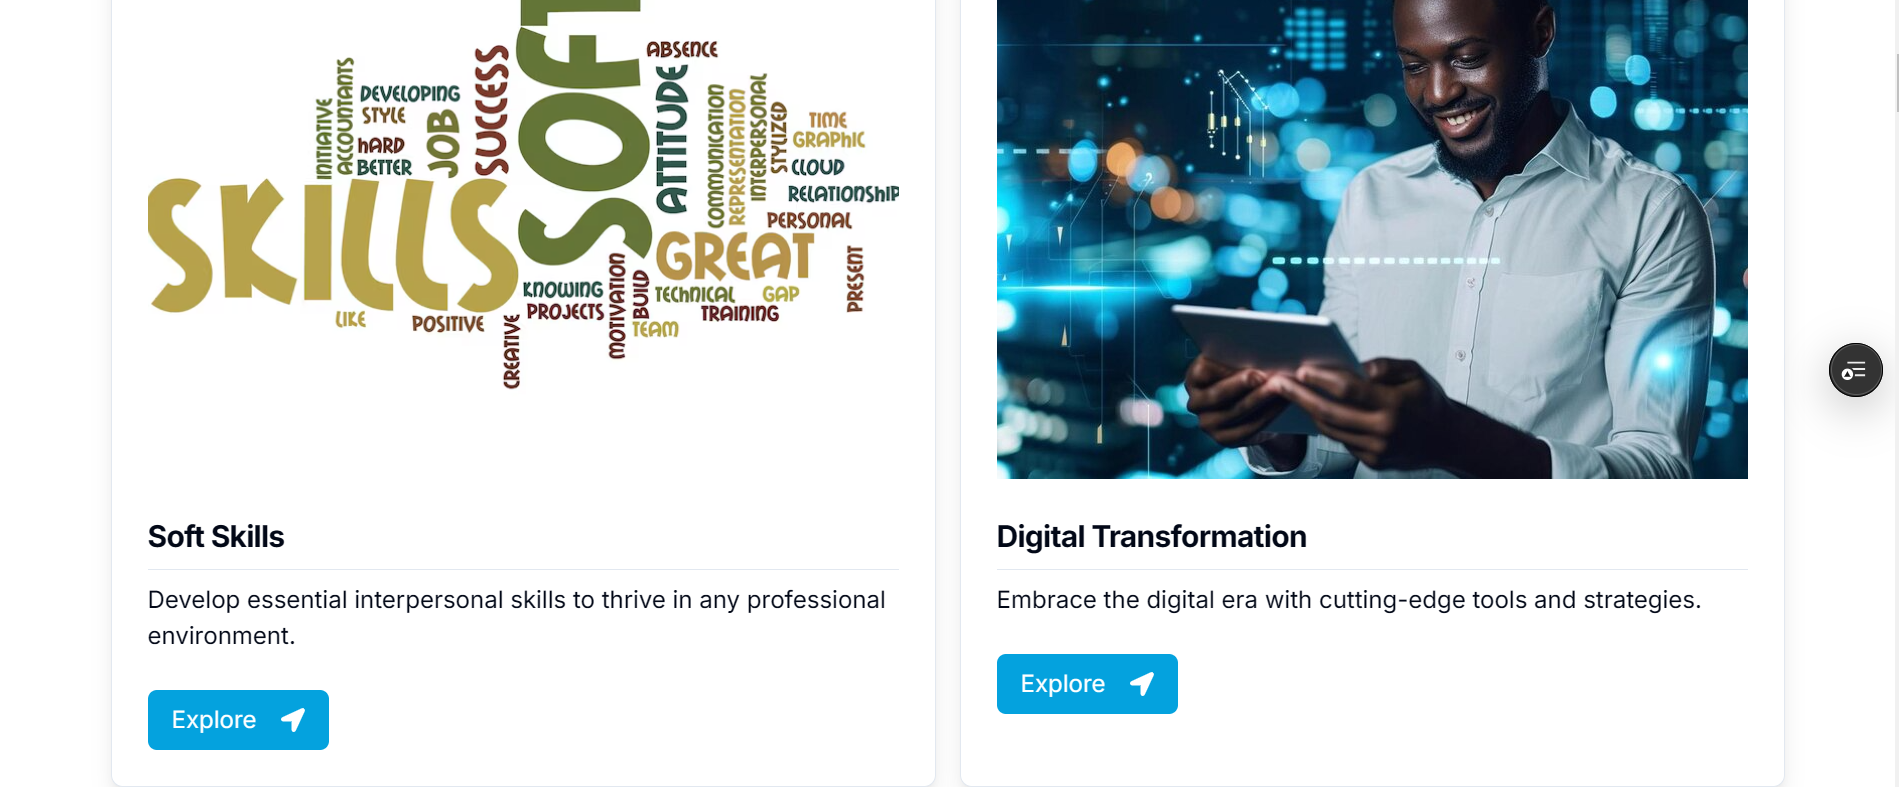 SOFT
ABSENCE
SUCCESS
ATTITUDE
INITIATIVE
ACCOUNTANTS
DEVELOPING
STYLE
hARD
BETTER
JOB
COMMUNICATION
REPRESENTATION
INTERPERSONAL
STYLIZED
TIME
GRAPhIC
CLOUD
RELATIONShIP
PERSONAL
SKILLS
GREAT
KNOWING
PROJECTS
MOTIVATION
BUILD
TECHNICAL
GAP
PRESENT
TRAINING
LIKE
POSITIVE
CREATIVE
TEAM
Soft Skills
Develop essential interpersonal skills to thrive in any professional
environment.
Explore
Digital Transformation
Embrace the digital era with cutting-edge tools and strategies.
Explore